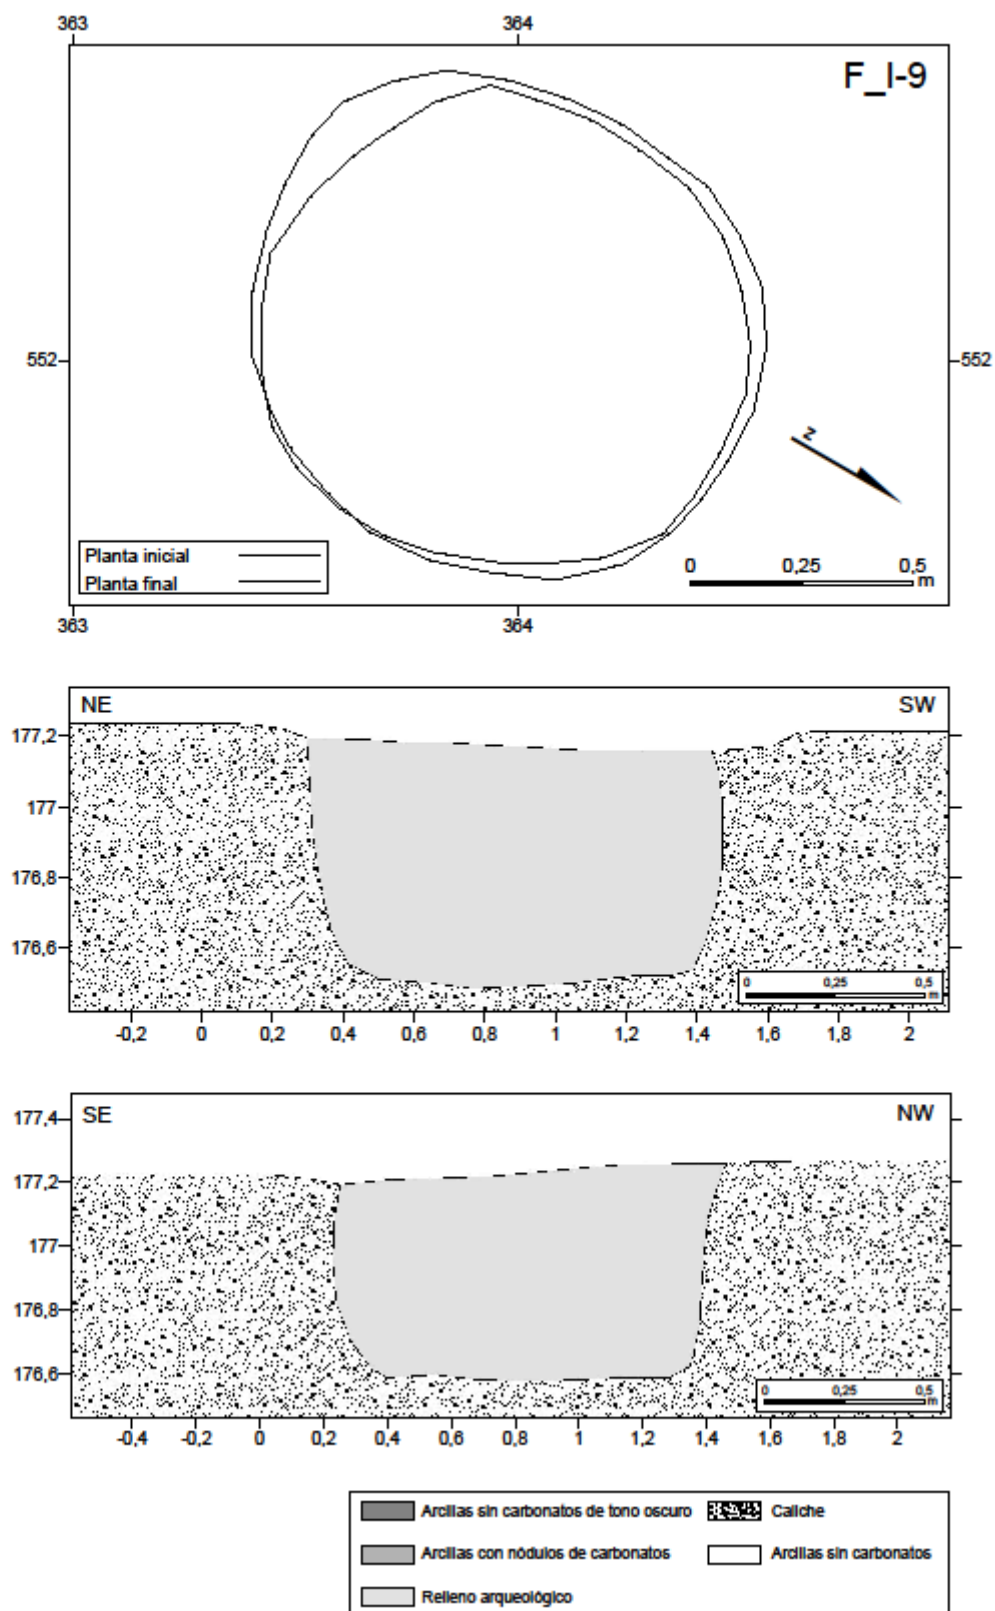 363 364
F_I-9
552 552
N
Planta inicial
Planta final
0 0,25 0,5
m
363 364
NE SW
177,2
177
176,8
176,6
0 0,25 0,5
m
-0,2 0 0,2 0,4 0,6 0,8 1 1,2 1,4 1,6 1,8 2
177,4
SE NW
177,2
177
176,8
176,6
0 0,25 0,5
m
-0,4 -0,2 0 0,2 0,4 0,6 0,8 1 1,2 1,4 1,6 1,8 2
Arcillas sin carbonatos de tono oscuro Caliche
Arcillas con nódulos de carbonatos Arcillas sin carbonatos
Relleno arqueológico